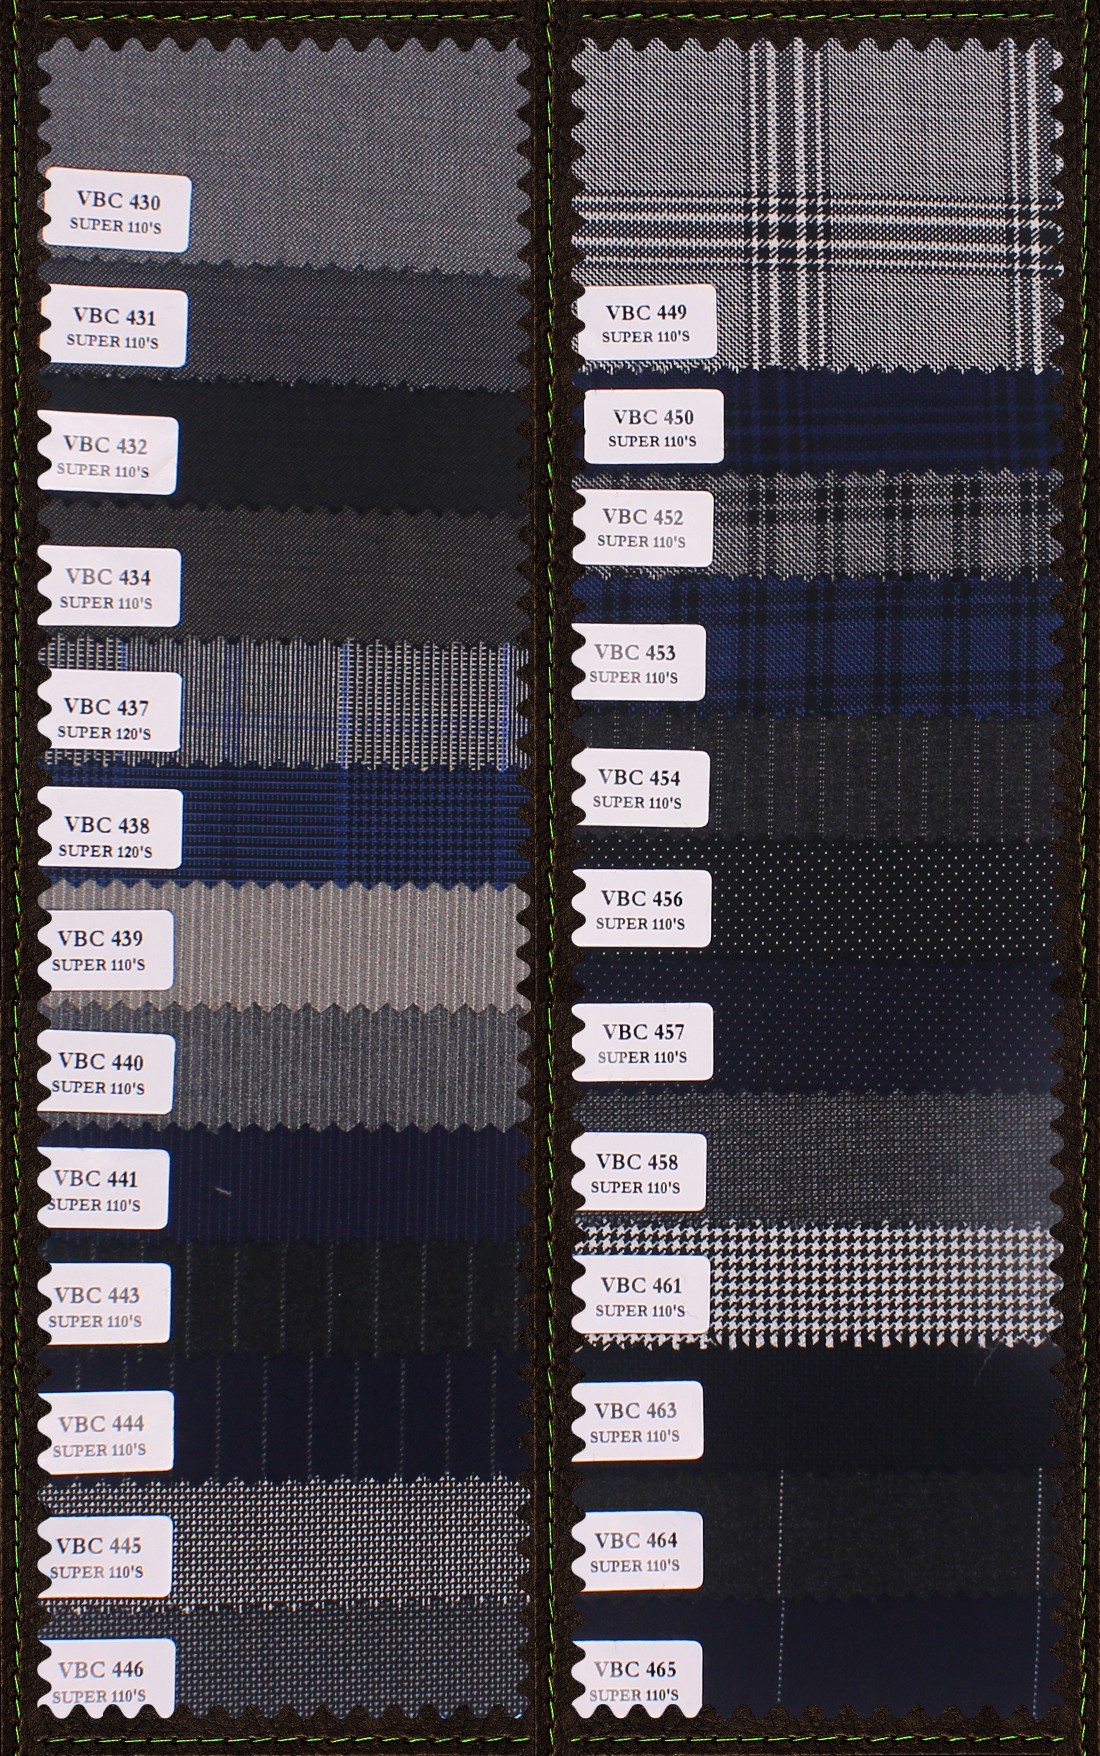 VBC 430
SUPER 110'S
VBC 431
SUPER 110'S
VBC 432
SUPER 110'S
VBC 434
SUPER 110'S
VBC 437
SUPER 120'S
VBC 438
SUPER 120'S
VBC 439
SUPER 110'S
VBC 440
SUPER 110'S
VBC 441
SUPER 110'S
VBC 443
SUPER 110'S
VBC 444
SUPER 110'S
VBC 445
SUPER 110'S
VBC 446
SUPER 110'S
VBC 449
SUPER 110'S
VBC 450
SUPER 110'S
VBC 452
SUPER 110'S
VBC 453
SUPER 110'S
VBC 454
SUPER 110'S
VBC 456
SUPER 110'S
VBC 457
SUPER 110'S
VBC 458
SUPER 110'S
VBC 461
SUPER 110'S
VBC 463
SUPER 110'S
VBC 464
SUPER 110'S
VBC 465
SUPER 110'S